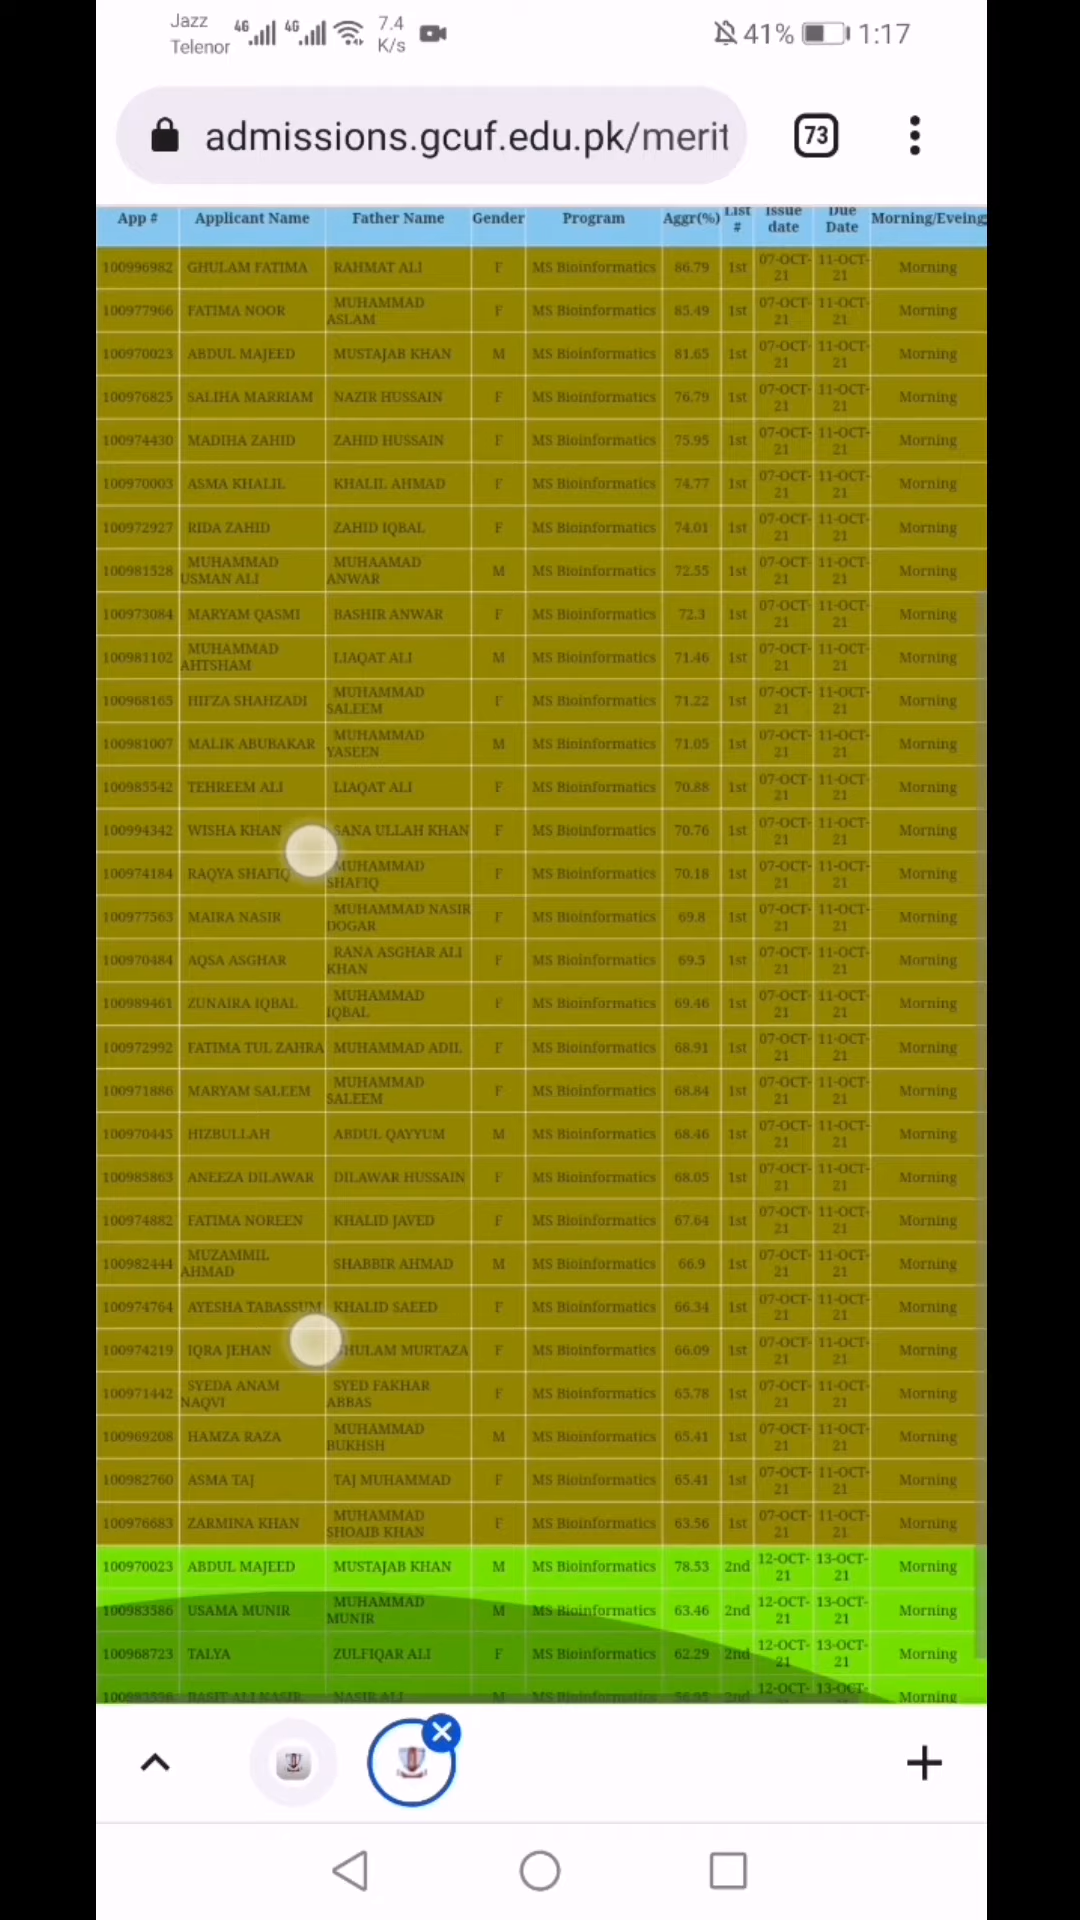 Jazz
Telenor
4G 4G 7.4
K/s
41% 1:17
admissions.gcuf.edu.pk/merit
73
App # Applicant Name Father Name Gender Program Aggr(%) List # Issue date Due Date Morning/Eveing
100996982 GHULAM FATIMA RAHMAT ALI F MS Bioinformatics 86.79 1st 07-OCT-21 11-OCT-21 Morning
100977966 FATIMA NOOR MUHAMMAD ASLAM F MS Bioinformatics 85.49 1st 07-OCT-21 11-OCT-21 Morning
100970023 ABDUL MAJEED MUSTAJAB KHAN M MS Bioinformatics 81.65 1st 07-OCT-21 11-OCT-21 Morning
100976825 SALIHA MARRIAM NAZIR HUSSAIN F MS Bioinformatics 76.79 1st 07-OCT-21 11-OCT-21 Morning
100974430 MADIHA ZAHID ZAHID HUSSAIN F MS Bioinformatics 75.95 1st 07-OCT-21 11-OCT-21 Morning
100970003 ASMA KHALIL KHALIL AHMAD F MS Bioinformatics 74.77 1st 07-OCT-21 11-OCT-21 Morning
100972927 RIDA ZAHID ZAHID IQBAL F MS Bioinformatics 74.01 1st 07-OCT-21 11-OCT-21 Morning
100981528 MUHAMMAD USMAN ALI MUHAAMAD ANWAR M MS Bioinformatics 72.55 1st 07-OCT-21 11-OCT-21 Morning
100973084 MARYAM QASMI BASHIR ANWAR F MS Bioinformatics 72.3 1st 07-OCT-21 11-OCT-21 Morning
100981102 MUHAMMAD AHTSHAM LIAQAT ALI M MS Bioinformatics 71.46 1st 07-OCT-21 11-OCT-21 Morning
100968165 HIFZA SHAHZADI MUHAMMAD SALEEM F MS Bioinformatics 71.22 1st 07-OCT-21 11-OCT-21 Morning
100981007 MALIK ABUBAKAR MUHAMMAD YASEEN M MS Bioinformatics 71.05 1st 07-OCT-21 11-OCT-21 Morning
100985542 TEHREEM ALI LIAQAT ALI F MS Bioinformatics 70.88 1st 07-OCT-21 11-OCT-21 Morning
100994342 WISHA KHAN SANA ULLAH KHAN F MS Bioinformatics 70.76 1st 07-OCT-21 11-OCT-21 Morning
100974184 RAQYA SHAFIQ MUHAMMAD SHAFIQ F MS Bioinformatics 70.18 1st 07-OCT-21 11-OCT-21 Morning
100977563 MAIRA NASIR MUHAMMAD NASIR DOGAR F MS Bioinformatics 69.8 1st 07-OCT-21 11-OCT-21 Morning
100970484 AQSA ASGHAR RANA ASGHAR ALI KHAN F MS Bioinformatics 69.5 1st 07-OCT-21 11-OCT-21 Morning
100989461 ZUNAIRA IQBAL MUHAMMAD IQBAL F MS Bioinformatics 69.46 1st 07-OCT-21 11-OCT-21 Morning
100972992 FATIMA TUL ZAHRA MUHAMMAD ADIL F MS Bioinformatics 68.91 1st 07-OCT-21 11-OCT-21 Morning
100971886 MARYAM SALEEM MUHAMMAD SALEEM F MS Bioinformatics 68.84 1st 07-OCT-21 11-OCT-21 Morning
100970445 HIZBULLAH ABDUL QAYYUM M MS Bioinformatics 68.46 1st 07-OCT-21 11-OCT-21 Morning
100985863 ANEEZA DILAWAR DILAWAR HUSSAIN F MS Bioinformatics 68.05 1st 07-OCT-21 11-OCT-21 Morning
100974882 FATIMA NOREEN KHALID JAVED F MS Bioinformatics 67.64 1st 07-OCT-21 11-OCT-21 Morning
100982444 MUZAMMIL AHMAD SHABBIR AHMAD M MS Bioinformatics 66.9 1st 07-OCT-21 11-OCT-21 Morning
100974764 AYESHA TABASSUM KHALID SAEED F MS Bioinformatics 66.34 1st 07-OCT-21 11-OCT-21 Morning
100974219 IQRA JEHAN GHULAM MURTAZA F MS Bioinformatics 66.09 1st 07-OCT-21 11-OCT-21 Morning
100971442 SYEDA ANAM NAQVI SYED FAKHAR ABBAS F MS Bioinformatics 65.78 1st 07-OCT-21 11-OCT-21 Morning
100969208 HAMZA RAZA MUHAMMAD BUKHSH M MS Bioinformatics 65.41 1st 07-OCT-21 11-OCT-21 Morning
100982760 ASMA TAJ TAJ MUHAMMAD F MS Bioinformatics 65.41 1st 07-OCT-21 11-OCT-21 Morning
100976683 ZARMINA KHAN MUHAMMAD SHOAIB KHAN F MS Bioinformatics 63.56 1st 07-OCT-21 11-OCT-21 Morning
100970023 ABDUL MAJEED MUSTAJAB KHAN M MS Bioinformatics 78.53 2nd 12-OCT-21 13-OCT-21 Morning
100983586 USAMA MUNIR MUHAMMAD MUNIR M MS Bioinformatics 63.46 2nd 12-OCT-21 13-OCT-21 Morning
100968723 TALYA ZULFIQAR ALI F MS Bioinformatics 62.29 2nd 12-OCT-21 13-OCT-21 Morning
BASIT ALI NASIR NASIR ALI M MS Bioinformatics 56.95 2nd 12-OCT- 13-OCT- Morning